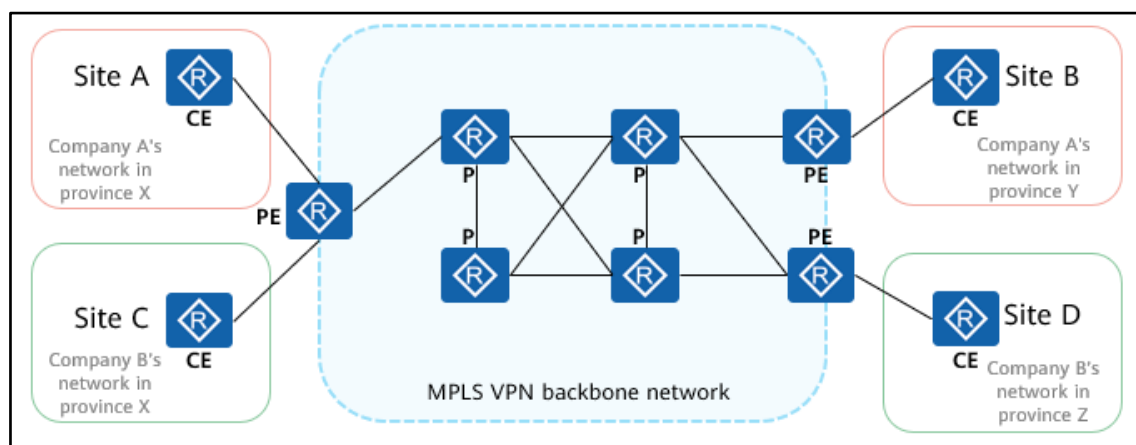 Site A
R
CE
Company A's
network in
province X
R
PE
Site C
R
CE
Company B's
network in
province X
R
P
R
P
R
PE
P
R
P
R
PE
R
MPLS VPN backbone network
R
CE
Site B
Company A's
network in
province Y
R
CE
Site D
Company B's
network in
province Z